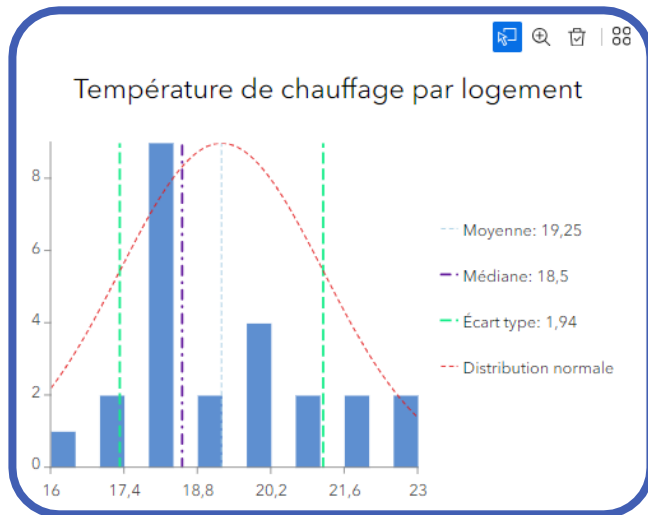 Température de chauffage par logement
8
6
4
2
0
16 17,4 18,8 20,2 21,6 23
Moyenne: 19,25
Médiane: 18,5
Écart type: 1,94
Distribution normale